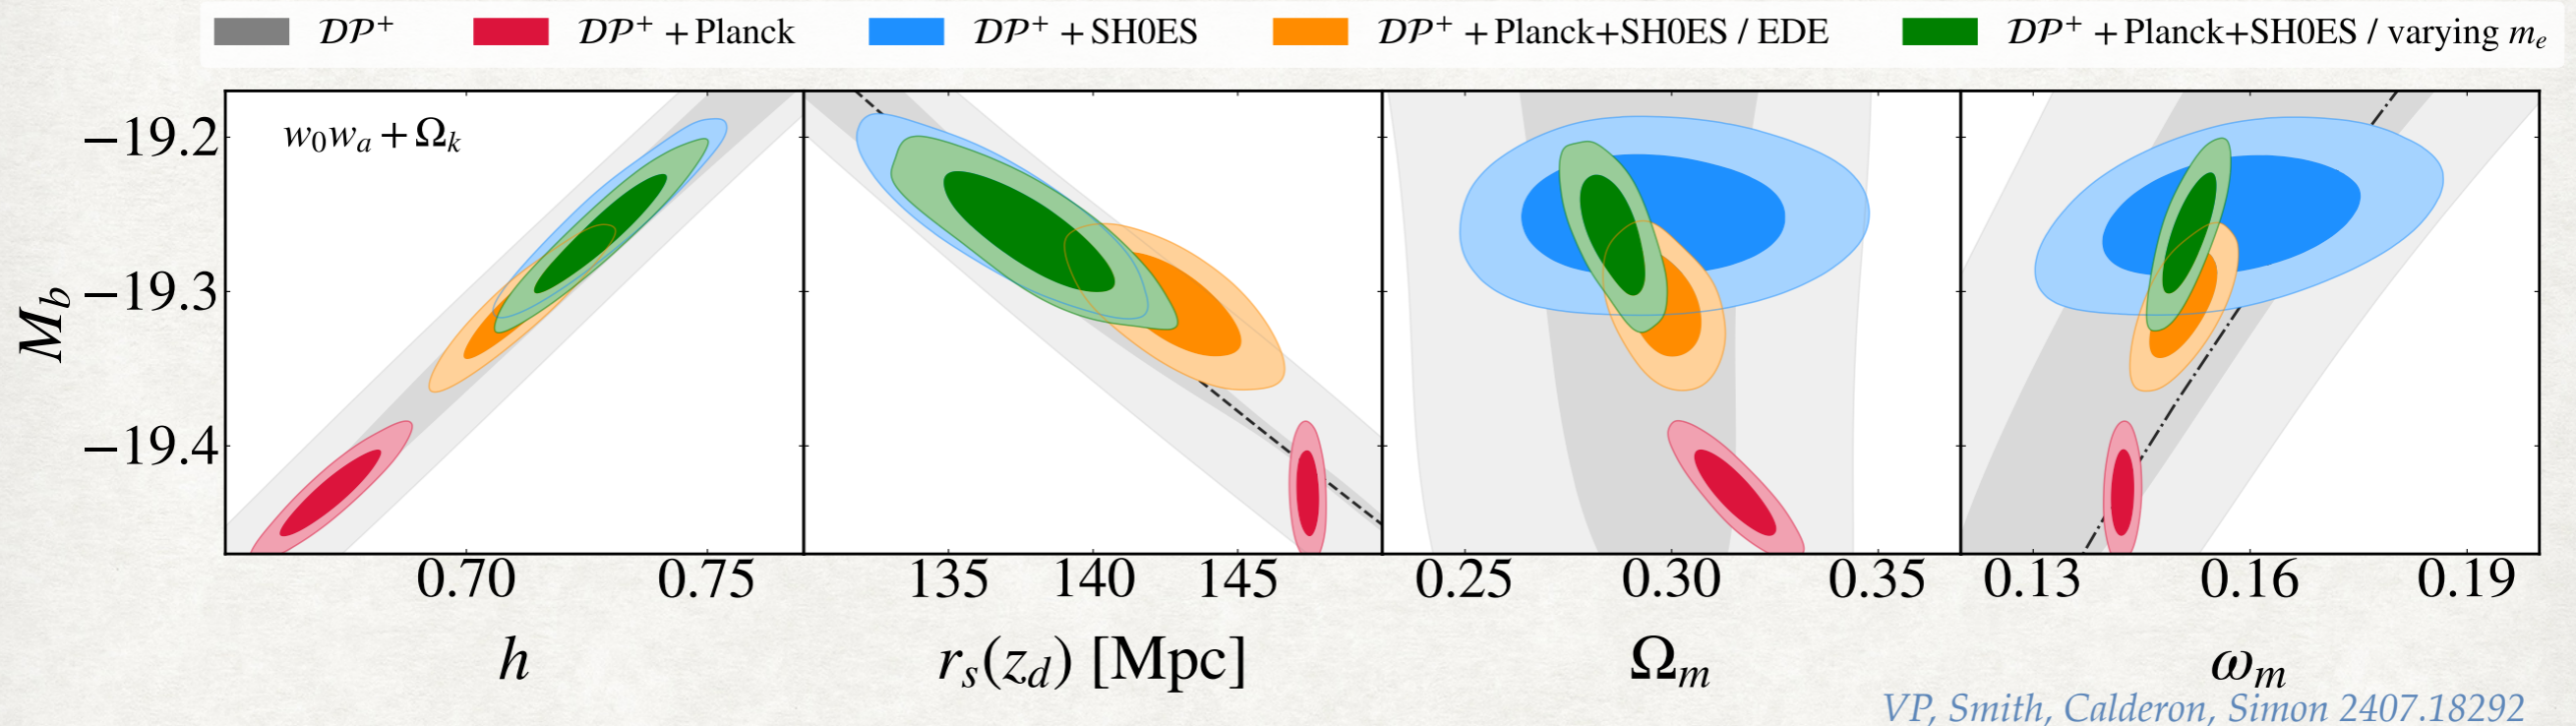 𝒟𝒫⁺ 𝒟𝒫⁺ + Planck 𝒟𝒫⁺ + SH0ES 𝒟𝒫⁺ + Planck+SH0ES / EDE 𝒟𝒫⁺ + Planck+SH0ES / varying mₑ
w₀wₐ + Ωₖ
−19.2
−19.3
−19.4
M_b
0.70 0.75 135 140 145 0.25 0.30 0.35 0.13 0.16 0.19
h r_s(z_d) [Mpc] Ω_m ω_m
VP, Smith, Calderon, Simon 2407.18292